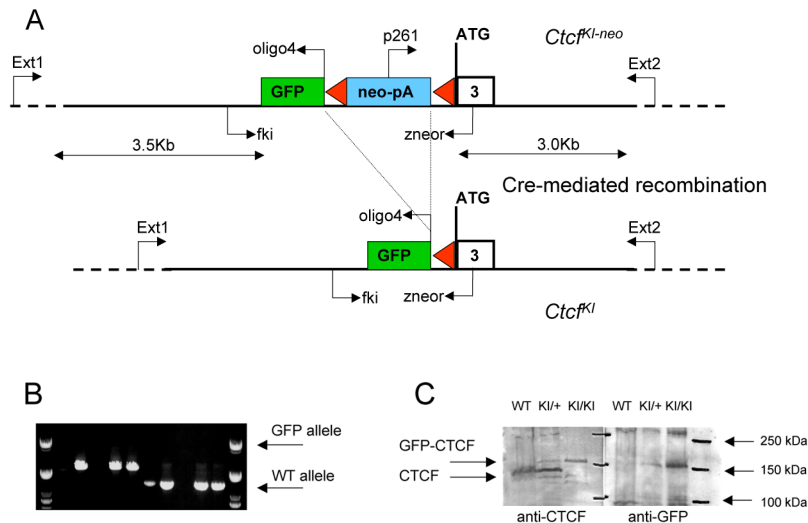 A
Ctcf^KI-neo
p261
ATG
oligo4
Ext1
Ext2
GFP
neo-pA
3
fki
zneor
3.5Kb
3.0Kb
Cre-mediated recombination
ATG
oligo4
Ext1
Ext2
GFP
3
fki
zneor
Ctcf^KI
B
GFP allele
WT allele
C
WT KI/+ KI/KI WT KI/+ KI/KI
GFP-CTCF
CTCF
250 kDa
150 kDa
100 kDa
anti-CTCF anti-GFP